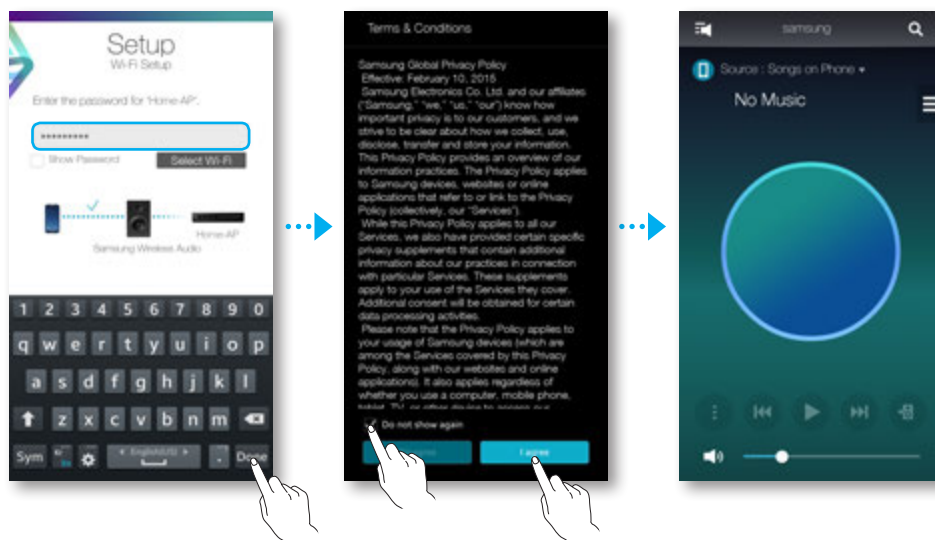 Setup
Wi-Fi Setup
Enter the password for 'Home-AP'.
*********
Show Password
Select Wi-Fi
Home-AP
Samsung Wireless Audio
1 2 3 4 5 6 7 8 9 0
q w e r t y u i o p
a s d f g h j k l
z x c v b n m
Sym
English(US)
.
Done
Terms & Conditions
Samsung Global Privacy Policy
Effective: February 10, 2015
Samsung Electronics Co. Ltd. and our affiliates
("Samsung," "we," "us," "our") know how
important privacy is to our customers, and we
strive to be clear about how we collect, use,
disclose, transfer and store your information.
This Privacy Policy provides an overview of our
information practices. The Privacy Policy applies
to Samsung devices, websites or online
applications that refer to or link to the Privacy
Policy (collectively, our "Services").
While this Privacy Policy applies to all our
Services, we also have provided certain specific
privacy supplements that contain additional
information about our practices in connection
with particular Services. These supplements
apply to your use of the Services they cover.
Additional consent will be obtained for certain
data processing activities.
Please note that the Privacy Policy applies to
your usage of Samsung devices (which are
among the Services covered by this Privacy
Policy, along with our websites and online
applications). It also applies regardless of
whether you use a computer, mobile phone,
tablet, TV, or other device to access our
Do not show again
I agree
samsung
Source : Songs on Phone
No Music